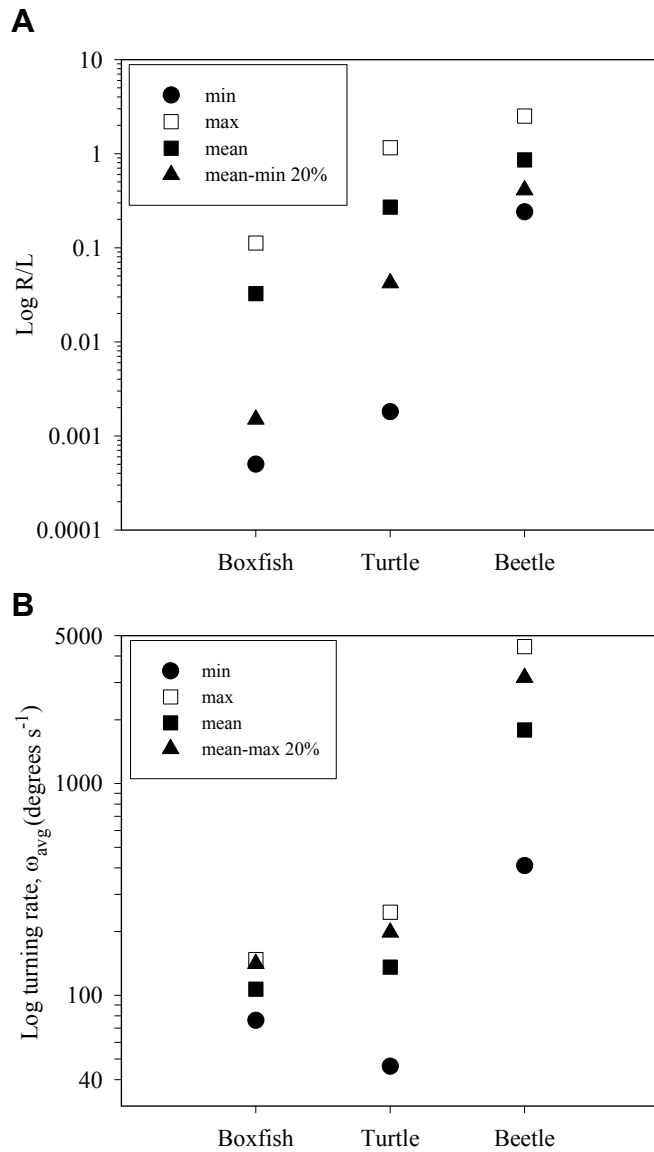 A
10
1
0.1
0.01
0.001
0.0001
Log R/L
min
max
mean
mean-min 20%
Boxfish Turtle Beetle
B
5000
1000
100
40
Log turning rate, ω_avg (degrees s⁻¹)
min
max
mean
mean-max 20%
Boxfish Turtle Beetle